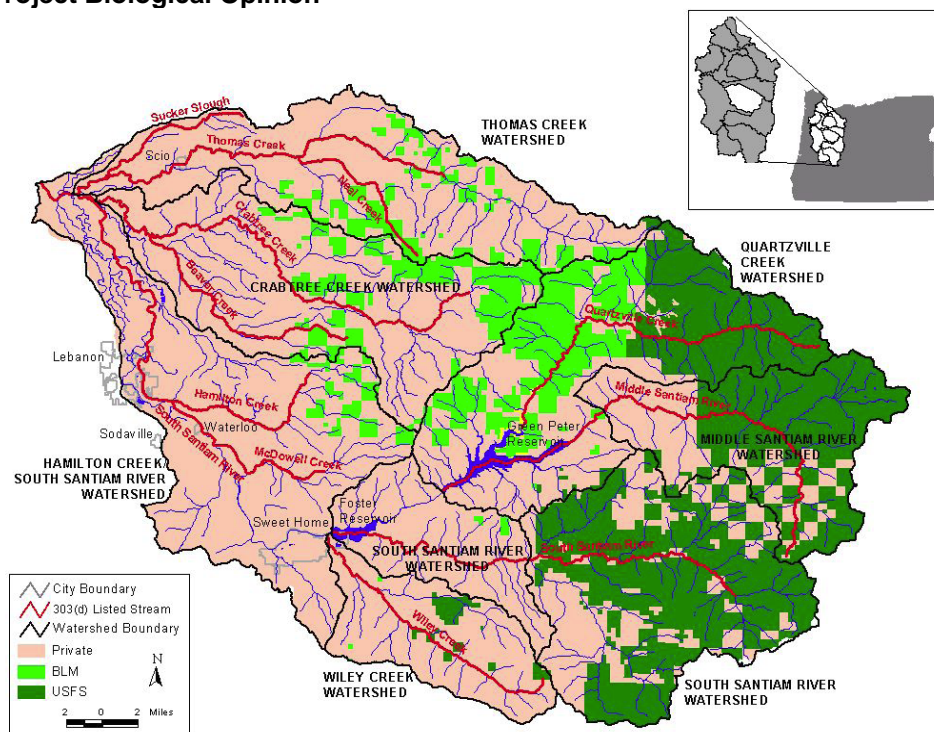 roject Biological Opinion
THOMAS CREEK
WATERSHED
Sucker Slough
Thomas Creek
Scio
Neal Creek
QUARTZVILLE
CREEK
WATERSHED
Crabtree Creek
CRABTREE CREEK/WATERSHED
Beaver Creek
Quartzville Creek
Lebanon
Middle Santiam River
Hamilton Creek
Waterloo
Green Peter
Reservoir
MIDDLE SANTIAM RIVER
WATERSHED
Sodaville
South Santiam River
McDowell Creek
HAMILTON CREEK/
SOUTH SANTIAM RIVER
WATERSHED
Foster
Reservoir
Sweet Home
SOUTH SANTIAM RIVER
WATERSHED
South Santiam River
Wiley Creek
WILEY CREEK
WATERSHED
SOUTH SANTIAM RIVER
WATERSHED
City Boundary
303(d) Listed Stream
Watershed Boundary
Private
BLM
USFS
N
2 0 2 Miles